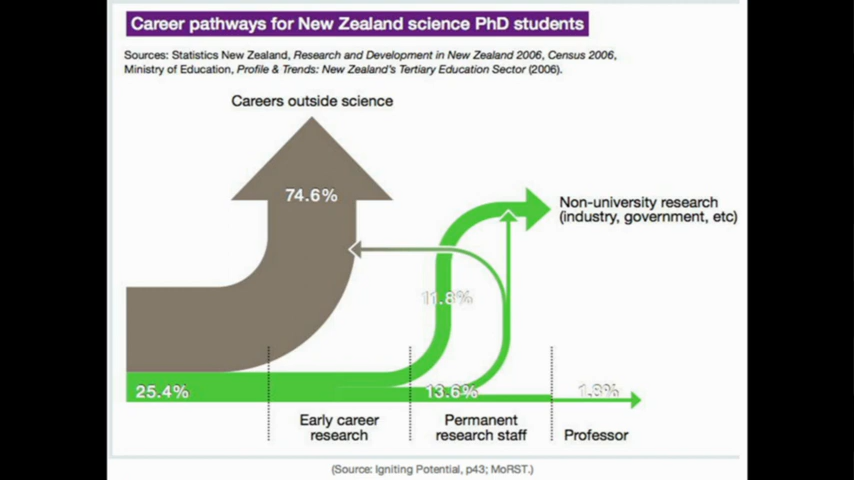 Career pathways for New Zealand science PhD students
Sources: Statistics New Zealand, Research and Development in New Zealand 2006, Census 2006,
Ministry of Education, Profile & Trends: New Zealand's Tertiary Education Sector (2006).
Careers outside science
74.6%
Non-university research
(industry, government, etc)
11.8%
25.4%
13.6%
Early career
research
Permanent
research staff
Professor
(Source: Igniting Potential, p43; MoRST.)